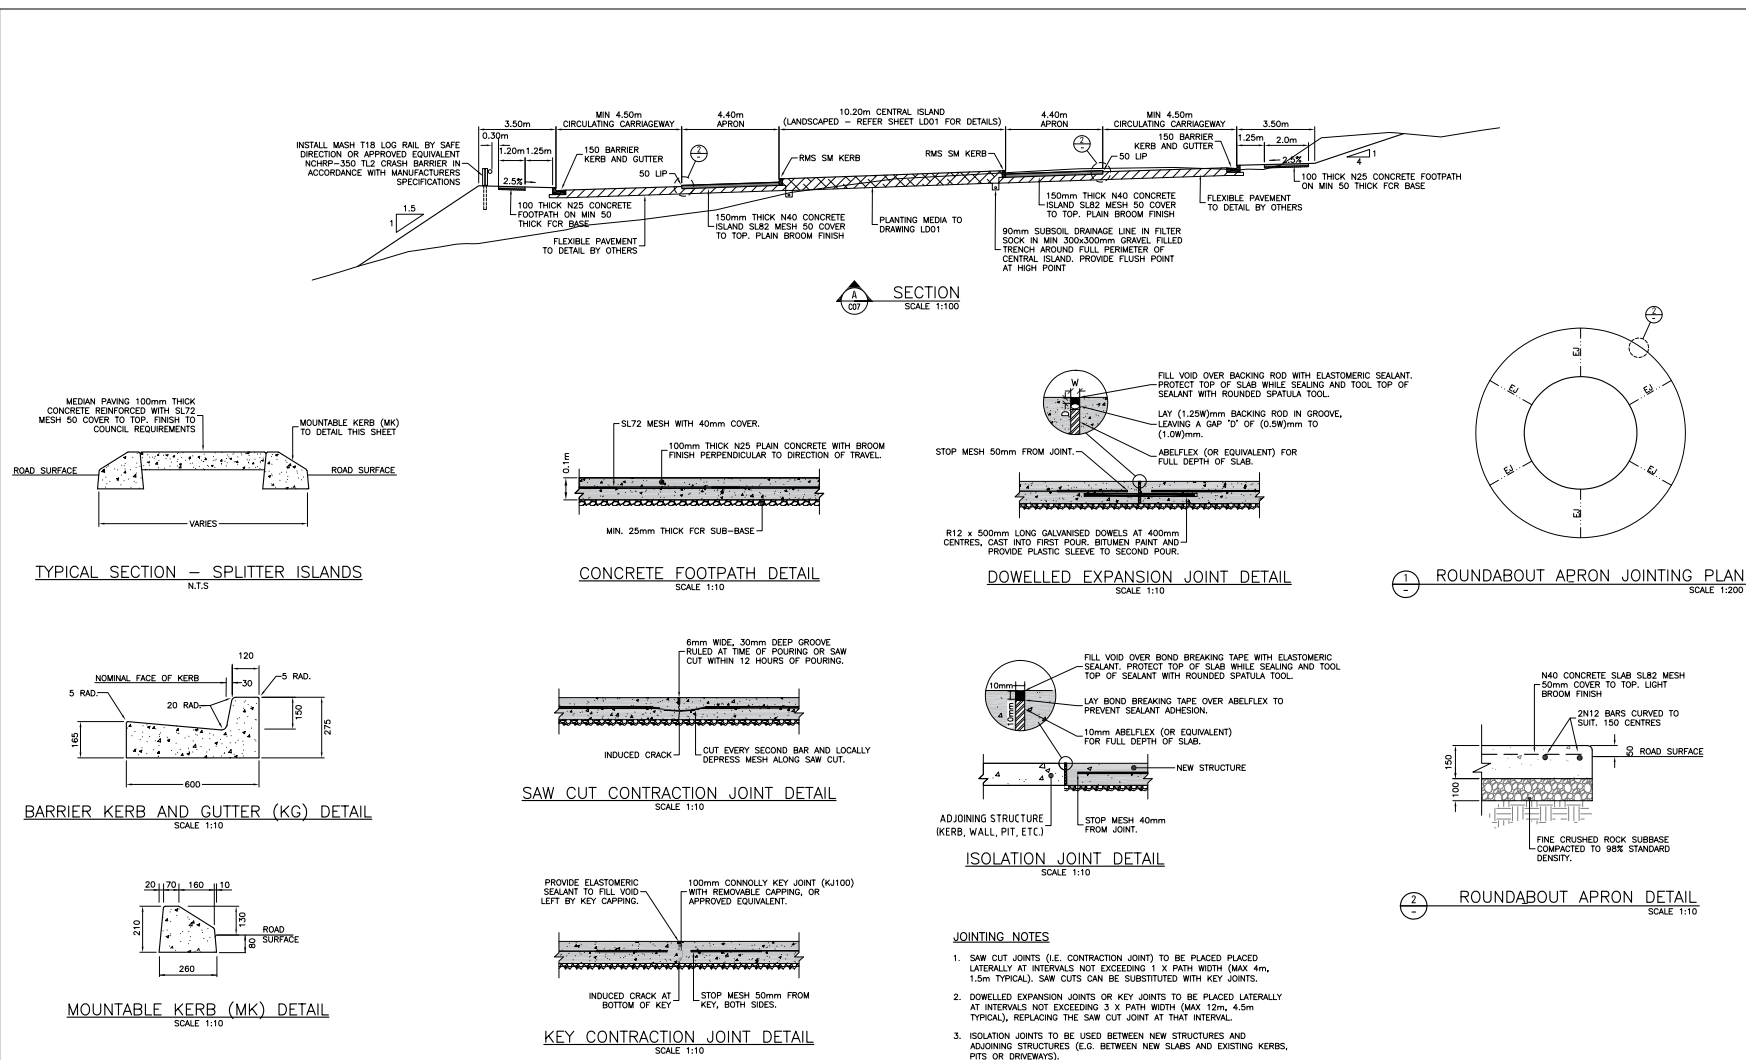 3.50m
0.30m
1.20m 1.25m
2.5%
MIN 4.50m
CIRCULATING CARRIAGEWAY
4.40m
APRON
10.20m CENTRAL ISLAND
(LANDSCAPED – REFER SHEET LD01 FOR DETAILS)
4.40m
APRON
MIN 4.50m
CIRCULATING CARRIAGEWAY
3.50m
1.25m 2.0m
2.5%
INSTALL MASH T18 LOG RAIL BY SAFE
DIRECTION OR APPROVED EQUIVALENT
NCHRP-350 TL2 CRASH BARRIER IN
ACCORDANCE WITH MANUFACTURERS
SPECIFICATIONS
150 BARRIER
KERB AND GUTTER
50 LIP
2
-
RMS SM KERB
RMS SM KERB
2
-
50 LIP
150 BARRIER
KERB AND GUTTER
1
4
1.5
1
100 THICK N25 CONCRETE
FOOTPATH ON MIN 50
THICK FCR BASE
FLEXIBLE PAVEMENT
TO DETAIL BY OTHERS
150mm THICK N40 CONCRETE
ISLAND SL82 MESH 50 COVER
TO TOP. PLAIN BROOM FINISH
PLANTING MEDIA TO
DRAWING LD01
150mm THICK N40 CONCRETE
ISLAND SL82 MESH 50 COVER
TO TOP. PLAIN BROOM FINISH
90mm SUBSOIL DRAINAGE LINE IN FILTER
SOCK IN MIN 300x300mm GRAVEL FILLED
TRENCH AROUND FULL PERIMETER OF
CENTRAL ISLAND. PROVIDE FLUSH POINT
AT HIGH POINT
FLEXIBLE PAVEMENT
TO DETAIL BY OTHERS
100 THICK N25 CONCRETE FOOTPATH
ON MIN 50 THICK FCR BASE
A
C07
SECTION
SCALE 1:100
MEDIAN PAVING 100mm THICK
CONCRETE REINFORCED WITH SL72
MESH 50 COVER TO TOP. FINISH TO
COUNCIL REQUIREMENTS
MOUNTABLE KERB (MK)
TO DETAIL THIS SHEET
ROAD SURFACE
ROAD SURFACE
VARIES
TYPICAL SECTION – SPLITTER ISLANDS
N.T.S
SL72 MESH WITH 40mm COVER.
100mm THICK N25 PLAIN CONCRETE WITH BROOM
FINISH PERPENDICULAR TO DIRECTION OF TRAVEL.
0.1m
MIN. 25mm THICK FCR SUB-BASE
CONCRETE FOOTPATH DETAIL
SCALE 1:10
W
D
FILL VOID OVER BACKING ROD WITH ELASTOMERIC SEALANT.
PROTECT TOP OF SLAB WHILE SEALING AND TOOL TOP OF
SEALANT WITH ROUNDED SPATULA TOOL.
LAY (1.25W)mm BACKING ROD IN GROOVE,
LEAVING A GAP 'D' OF (0.5W)mm TO
(1.0W)mm.
ABELFLEX (OR EQUIVALENT) FOR
FULL DEPTH OF SLAB.
STOP MESH 50mm FROM JOINT.
R12 x 500mm LONG GALVANISED DOWELS AT 400mm
CENTRES, CAST INTO FIRST POUR. BITUMEN PAINT AND
PROVIDE PLASTIC SLEEVE TO SECOND POUR.
DOWELLED EXPANSION JOINT DETAIL
SCALE 1:10
2
-
EJ
EJ
EJ
EJ
EJ
EJ
1
-
ROUNDABOUT APRON JOINTING PLAN
SCALE 1:200
120
NOMINAL FACE OF KERB
30
5 RAD.
5 RAD.
20 RAD.
150
275
165
600
BARRIER KERB AND GUTTER (KG) DETAIL
SCALE 1:10
6mm WIDE, 30mm DEEP GROOVE
RULED AT TIME OF POURING OR SAW
CUT WITHIN 12 HOURS OF POURING.
INDUCED CRACK
CUT EVERY SECOND BAR AND LOCALLY
DEPRESS MESH ALONG SAW CUT.
SAW CUT CONTRACTION JOINT DETAIL
SCALE 1:10
10mm
10mm
FILL VOID OVER BOND BREAKING TAPE WITH ELASTOMERIC
SEALANT. PROTECT TOP OF SLAB WHILE SEALING AND TOOL
TOP OF SEALANT WITH ROUNDED SPATULA TOOL.
LAY BOND BREAKING TAPE OVER ABELFLEX TO
PREVENT SEALANT ADHESION.
10mm ABELFLEX (OR EQUIVALENT)
FOR FULL DEPTH OF SLAB.
NEW STRUCTURE
ADJOINING STRUCTURE
(KERB, WALL, PIT, ETC.)
STOP MESH 40mm
FROM JOINT.
ISOLATION JOINT DETAIL
SCALE 1:10
N40 CONCRETE SLAB SL82 MESH
50mm COVER TO TOP. LIGHT
BROOM FINISH
2N12 BARS CURVED TO
SUIT. 150 CENTRES
50
ROAD SURFACE
150
100
FINE CRUSHED ROCK SUBBASE
COMPACTED TO 98% STANDARD
DENSITY.
2
-
ROUNDABOUT APRON DETAIL
SCALE 1:10
20 70 160 10
210
130
80
ROAD
SURFACE
260
MOUNTABLE KERB (MK) DETAIL
SCALE 1:10
PROVIDE ELASTOMERIC
SEALANT TO FILL VOID
LEFT BY KEY CAPPING.
100mm CONNOLLY KEY JOINT (KJ100)
WITH REMOVABLE CAPPING, OR
APPROVED EQUIVALENT.
INDUCED CRACK AT
BOTTOM OF KEY
STOP MESH 50mm FROM
KEY, BOTH SIDES.
KEY CONTRACTION JOINT DETAIL
SCALE 1:10
JOINTING NOTES
1. SAW CUT JOINTS (I.E. CONTRACTION JOINT) TO BE PLACED PLACED
LATERALLY AT INTERVALS NOT EXCEEDING 1 X PATH WIDTH (MAX 4m,
1.5m TYPICAL). SAW CUTS CAN BE SUBSTITUTED WITH KEY JOINTS.
2. DOWELLED EXPANSION JOINTS OR KEY JOINTS TO BE PLACED LATERALLY
AT INTERVALS NOT EXCEEDING 3 X PATH WIDTH (MAX 12m, 4.5m
TYPICAL), REPLACING THE SAW CUT JOINT AT THAT INTERVAL.
3. ISOLATION JOINTS TO BE USED BETWEEN NEW STRUCTURES AND
ADJOINING STRUCTURES (E.G. BETWEEN NEW SLABS AND EXISTING KERBS,
PITS OR DRIVEWAYS).